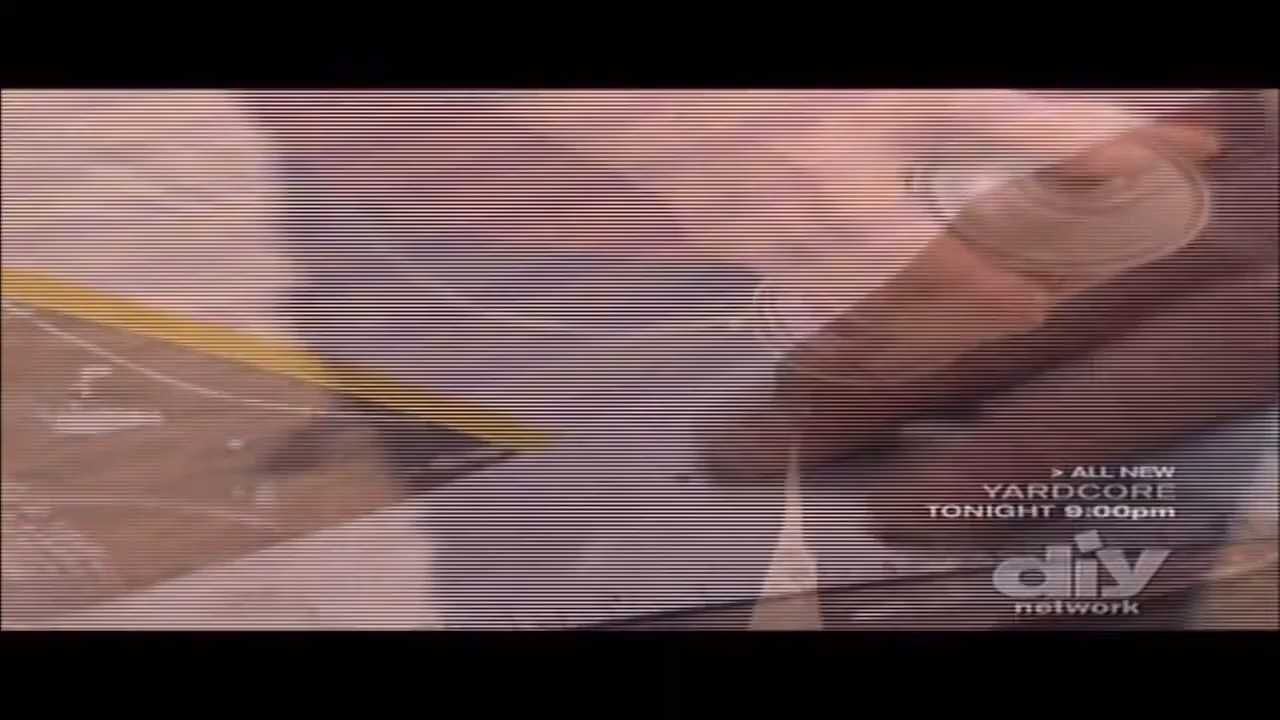 > ALL NEW
YARDCORE
TONIGHT 9:00pm
diy
network